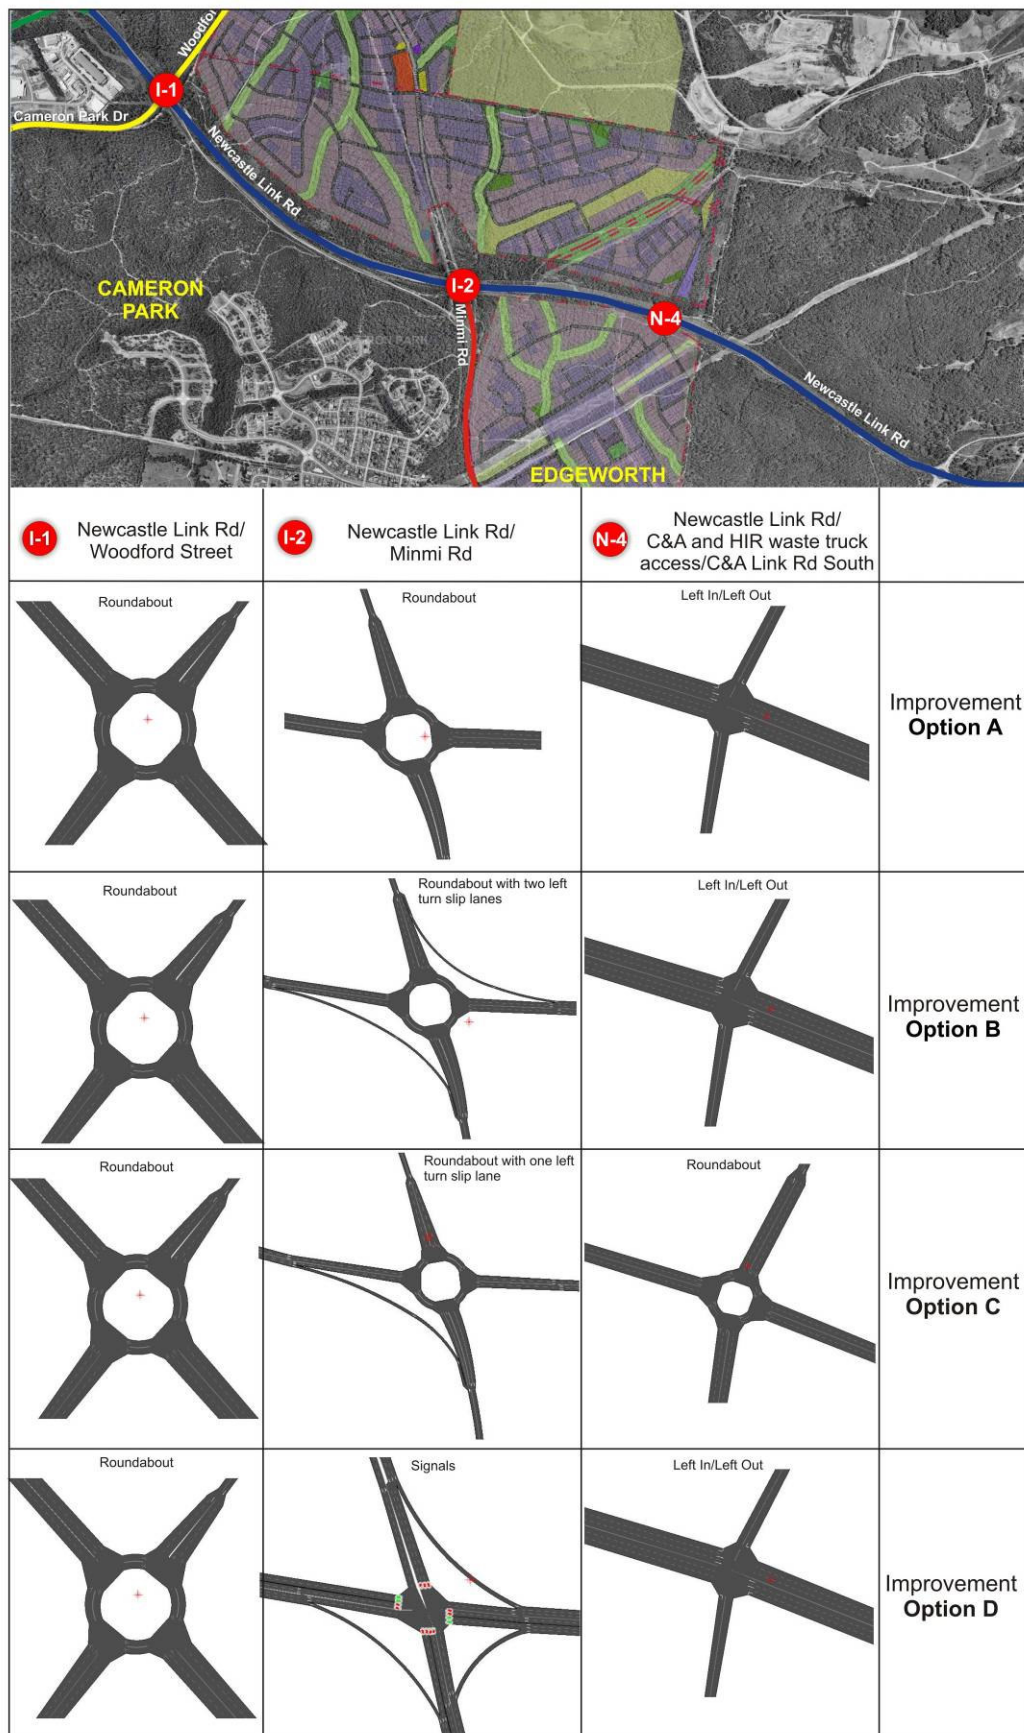 Woodfor
I-1
Cameron Park Dr
Newcastle Link Rd
CAMERON
PARK
I-2
Minmi Rd
N-4
Newcastle Link Rd
EDGEWORTH
I-1
Newcastle Link Rd/
Woodford Street
I-2
Newcastle Link Rd/
Minmi Rd
N-4
Newcastle Link Rd/
C&A and HIR waste truck
access/C&A Link Rd South
Roundabout
Roundabout
Left In/Left Out
Improvement
Option A
Roundabout
Roundabout with two left
turn slip lanes
Left In/Left Out
Improvement
Option B
Roundabout
Roundabout with one left
turn slip lane
Roundabout
Improvement
Option C
Roundabout
Signals
Left In/Left Out
Improvement
Option D